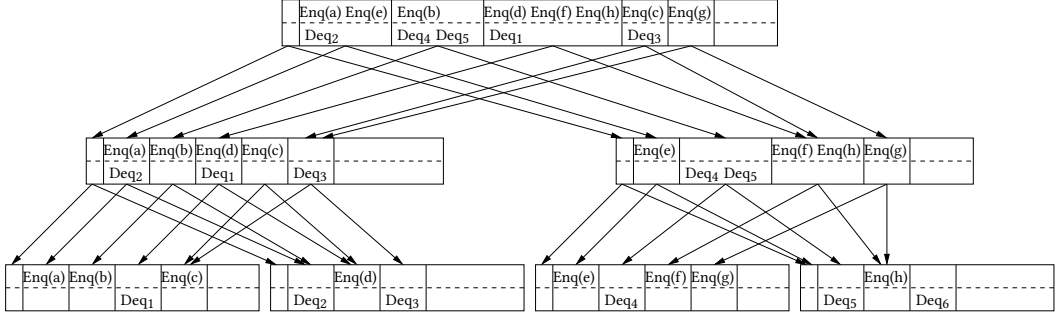 Enq(a) Enq(e) Enq(b) Enq(d) Enq(f) Enq(h) Enq(c) Enq(g)
Deq2 Deq4 Deq5 Deq1 Deq3
Enq(a) Enq(b) Enq(d) Enq(c) Enq(e) Enq(f) Enq(h) Enq(g)
Deq2 Deq1 Deq3 Deq4 Deq5
Enq(a) Enq(b) Enq(c) Enq(d) Enq(e) Enq(f) Enq(g) Enq(h)
Deq1 Deq2 Deq3 Deq4 Deq5 Deq6